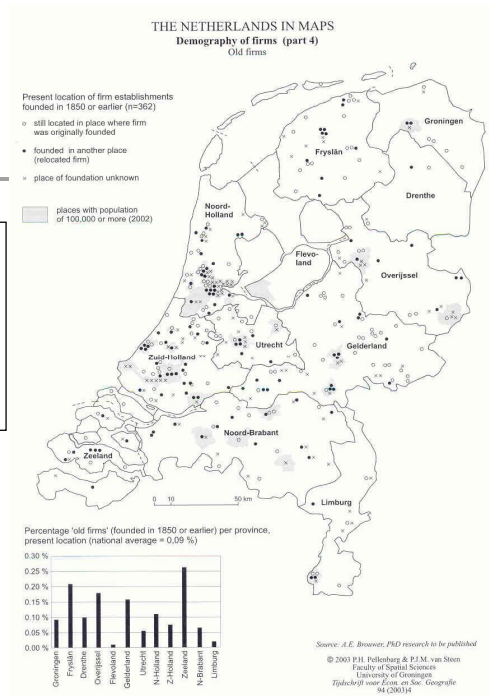 THE NETHERLANDS IN MAPS
Demography of firms (part 4)
Old firms
Present location of firm establishments
founded in 1850 or earlier (n=362)
o still located in place where firm
was originally founded
• founded in another place
(relocated firm)
× place of foundation unknown
places with population
of 100,000 or more (2002)
Groningen
Fryslân
Drenthe
Noord-
Holland
Flevo-
land
Overijssel
Utrecht
Gelderland
Zuid-Holland
Noord-Brabant
Zeeland
0 10 50 km
Limburg
Percentage 'old firms' (founded in 1850 or earlier) per province,
present location (national average = 0,09 %)
0.30 %
0.25 %
0.20 %
0.15 %
0.10 %
0.05 %
0.00 %
Groningen
Fryslân
Drenthe
Overijssel
Flevoland
Gelderland
Utrecht
N-Holland
Z-Holland
Zeeland
N-Brabant
Limburg
Source: A.E. Brouwer, PhD research to be published
© 2003 P.H. Pellenbarg & P.J.M. van Steen
Faculty of Spatial Sciences
University of Groningen
Tijdschrift voor Econ. en Soc. Geografie
94 (2003)4